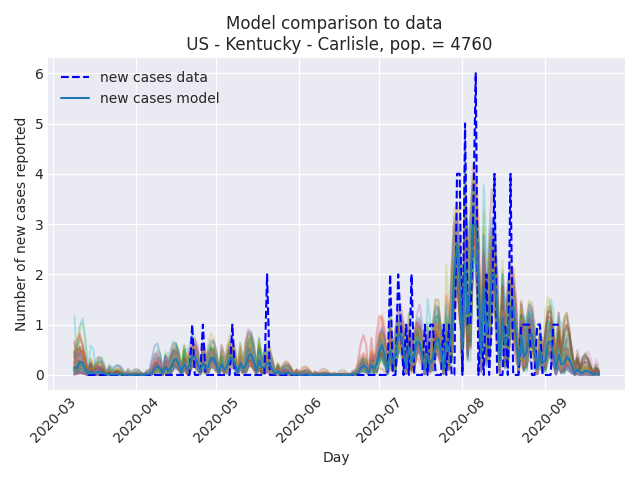 Model comparison to data
US - Kentucky - Carlisle, pop. = 4760
new cases data
new cases model
Number of new cases reported
6
5
4
3
2
1
0
2020-03
2020-04
2020-05
2020-06
2020-07
2020-08
2020-09
Day